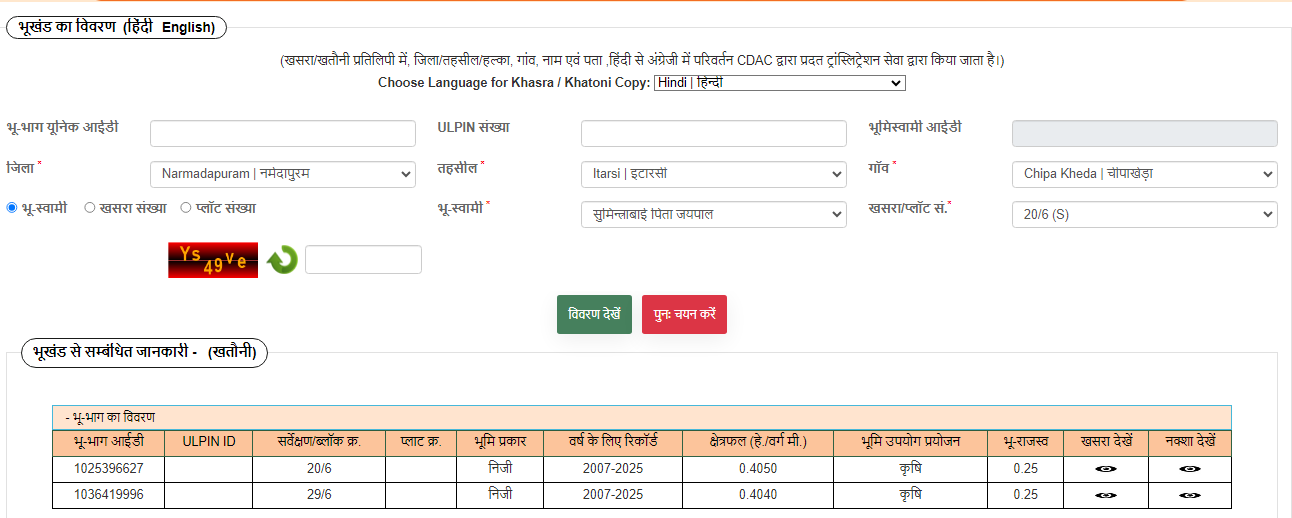 भूखंड का विवरण (हिंदी English)
(खसरा/खतौनी प्रतिलिपी में, जिला/तहसील/हल्का, गांव, नाम एवं पता ,हिंदी से अंग्रेजी में परिवर्तन CDAC द्वारा प्रदत ट्रांस्लिट्रेशन सेवा द्वारा किया जाता है।)
Choose Language for Khasra / Khatoni Copy: Hindi | हिन्दी
भू-भाग यूनिक आईडी ULPIN संख्या भूमिस्वामी आईडी
जिला * Narmadapuram | नर्मदापुरम तहसील * Itarsi | इटारसी गाँव * Chipa Kheda | चीपाखेड़ा
भू-स्वामी खसरा संख्या प्लॉट संख्या भू-स्वामी * सुमित्राबाई पिता जयपाल खसरा/प्लॉट सं.* 20/6 (S)
Ys49ve
विवरण देखें पुनः चयन करें
भूखंड से सम्बंधित जानकारी - (खतौनी)
- भू-भाग का विवरण
भू-भाग आईडी ULPIN ID सर्वेक्षण/ब्लॉक क्र. प्लाट क्र. भूमि प्रकार वर्ष के लिए रिकॉर्ड क्षेत्रफल (हे./वर्ग मी.) भूमि उपयोग प्रयोजन भू-राजस्व खसरा देखें नक्शा देखें
1025396627 20/6 निजी 2007-2025 0.4050 कृषि 0.25
1036419996 29/6 निजी 2007-2025 0.4040 कृषि 0.25